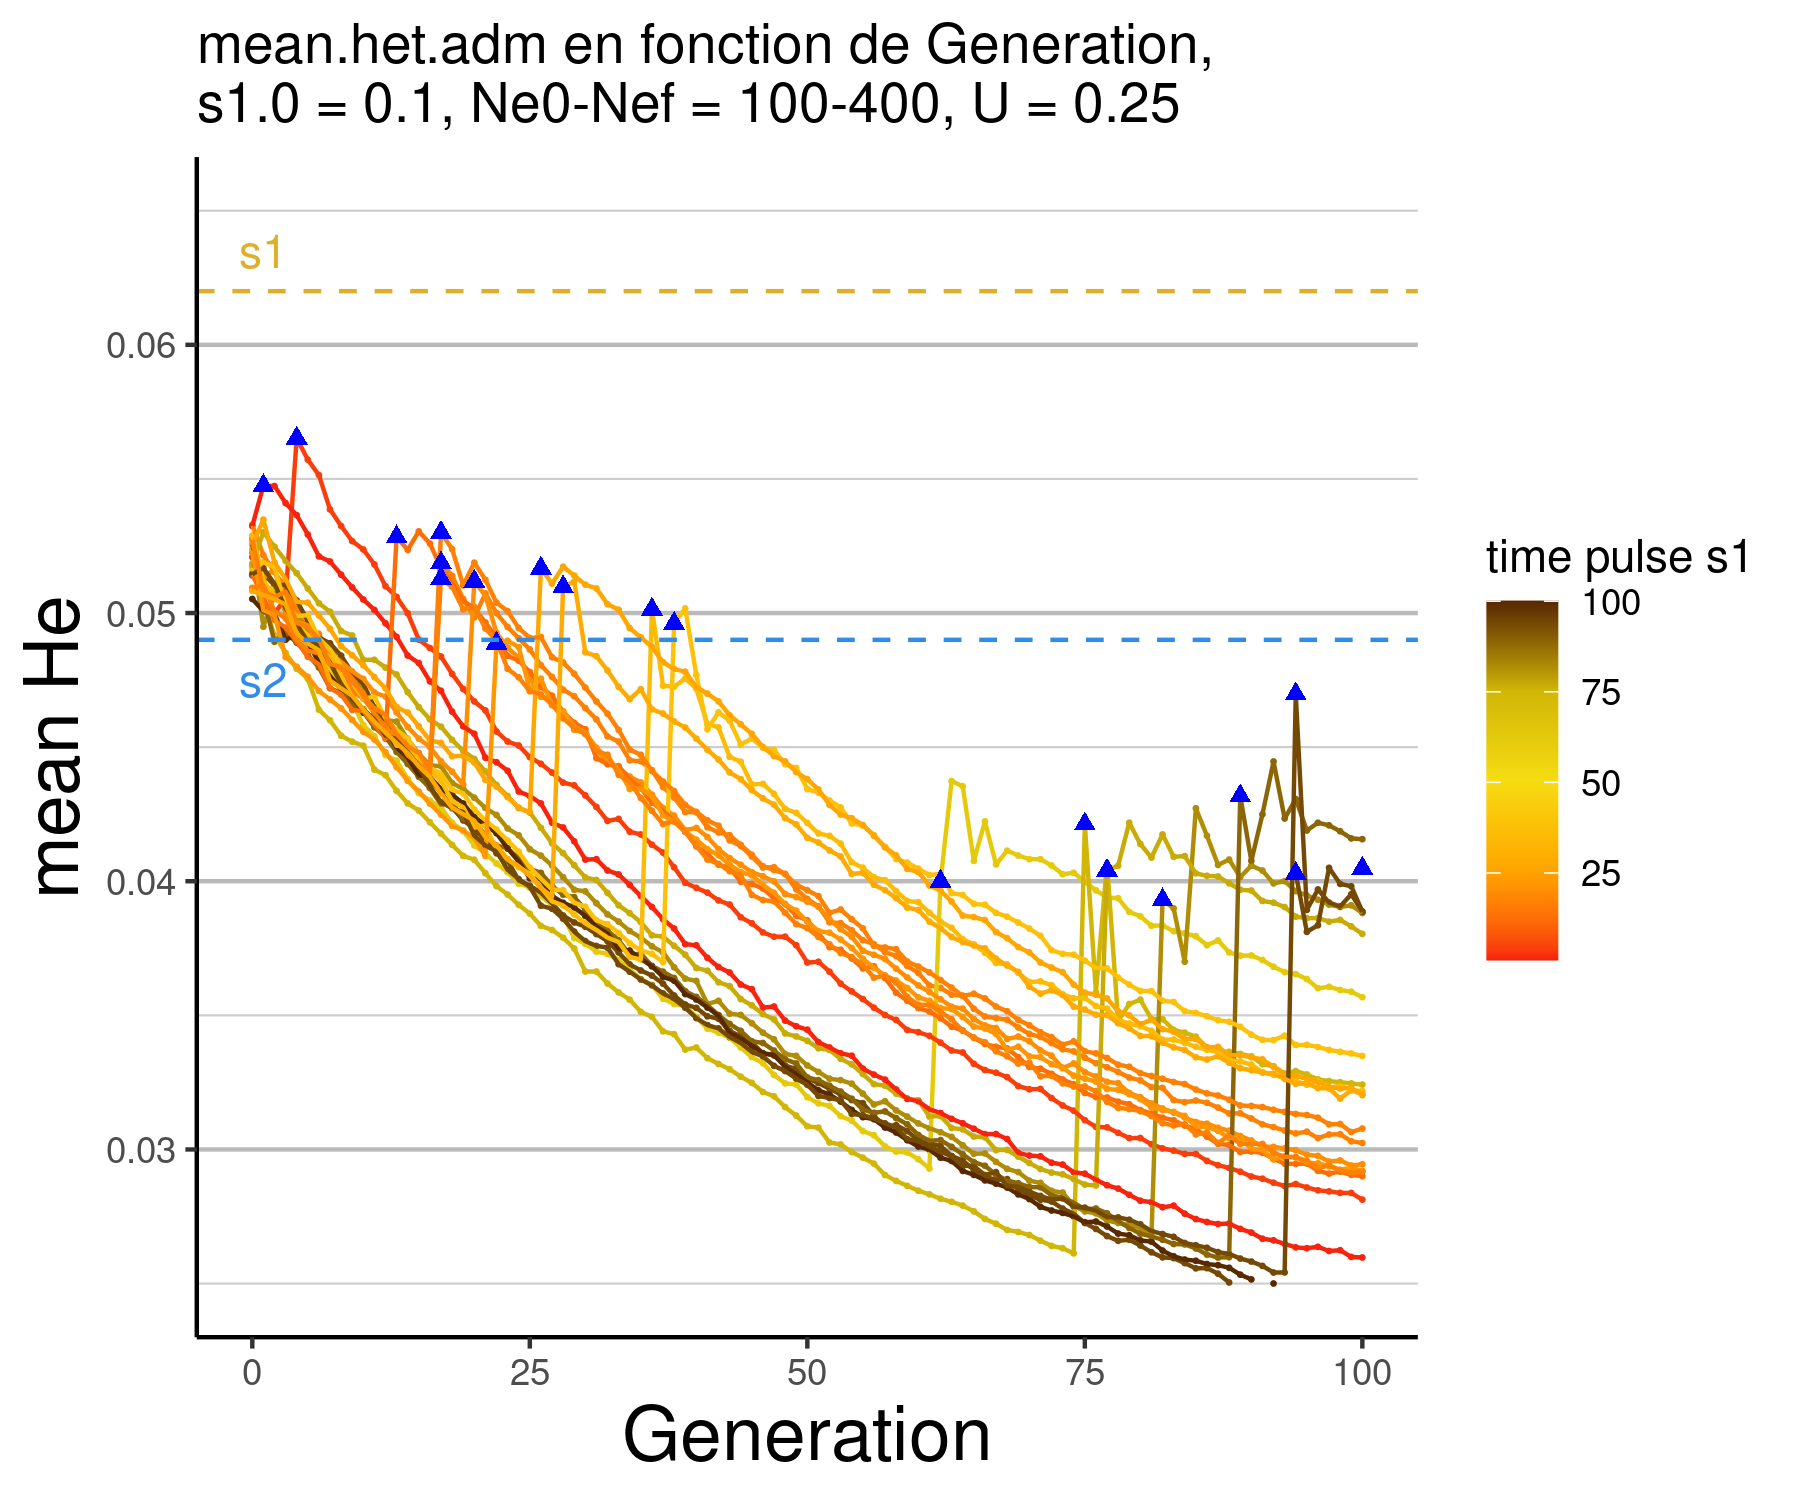 mean.het.adm en fonction de Generation,
s1.0 = 0.1, Ne0-Nef = 100-400, U = 0.25
s1
0.06
0.05
s2
0.04
0.03
mean He
0
25
50
75
100
Generation
time pulse s1
100
75
50
25